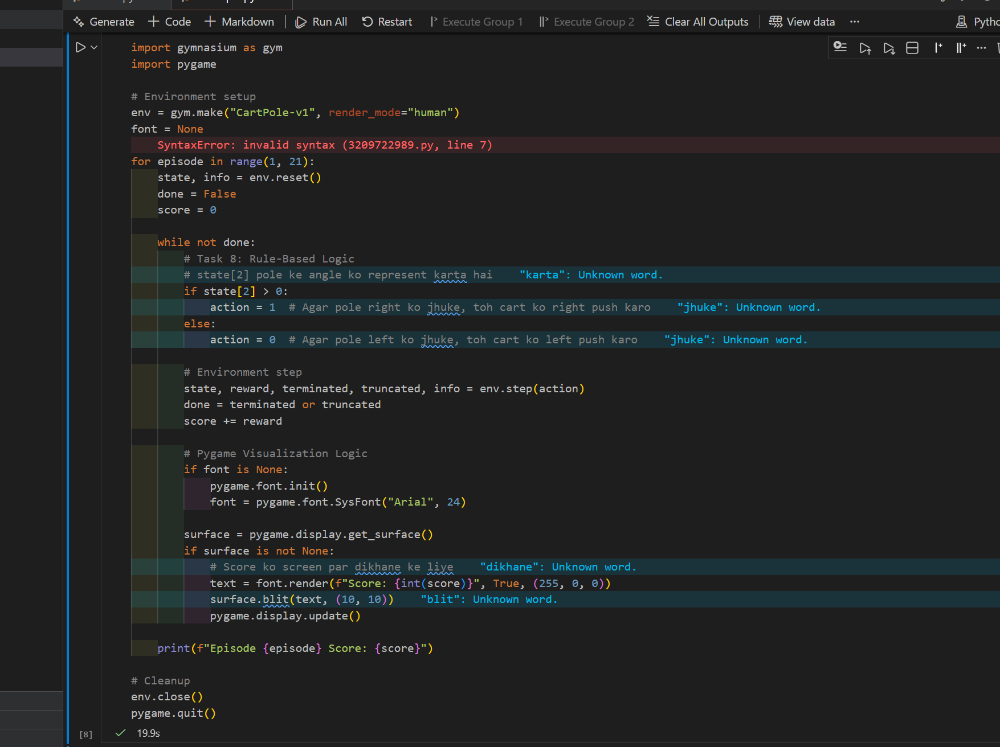 Generate + Code + Markdown | Run All Restart Execute Group 1 Execute Group 2 Clear All Outputs | View data ... Pytho
import gymnasium as gym
import pygame
# Environment setup
env = gym.make("CartPole-v1", render_mode="human")
font = None
SyntaxError: invalid syntax (3209722989.py, line 7)
for episode in range(1, 21):
state, info = env.reset()
done = False
score = 0
while not done:
# Task 8: Rule-Based Logic
# state[2] pole ke angle ko represent karta hai "karta": Unknown word.
if state[2] > 0:
action = 1 # Agar pole right ko jhuke, toh cart ko right push karo "jhuke": Unknown word.
else:
action = 0 # Agar pole left ko jhuke, toh cart ko left push karo "jhuke": Unknown word.
# Environment step
state, reward, terminated, truncated, info = env.step(action)
done = terminated or truncated
score += reward
# Pygame Visualization Logic
if font is None:
pygame.font.init()
font = pygame.font.SysFont("Arial", 24)
surface = pygame.display.get_surface()
if surface is not None:
# Score ko screen par dikhane ke liye "dikhane": Unknown word.
text = font.render(f"Score: {int(score)}", True, (255, 0, 0))
surface.blit(text, (10, 10)) "blit": Unknown word.
pygame.display.update()
print(f"Episode {episode} Score: {score}")
# Cleanup
env.close()
pygame.quit()
[8] 19.9s